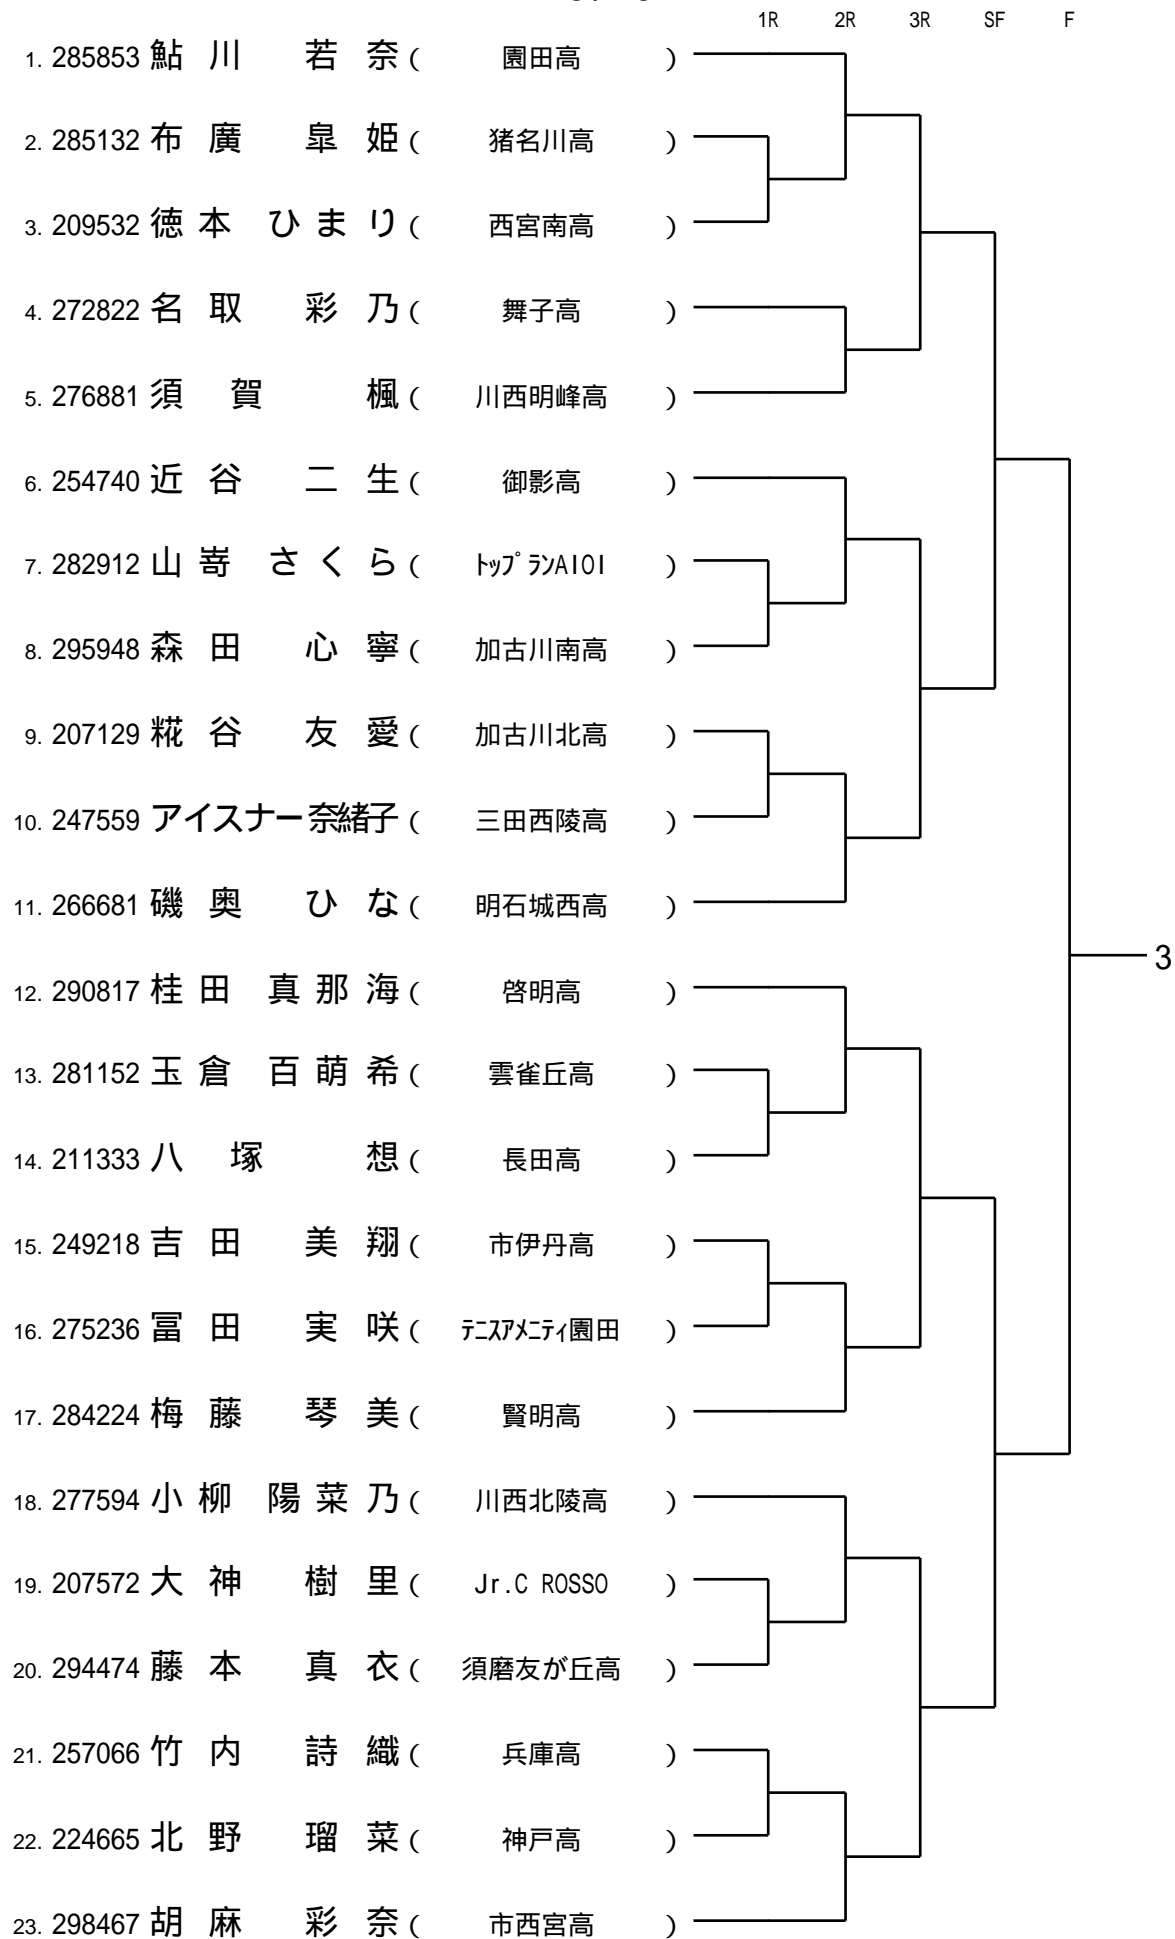 1R 2R 3R SF F
1. 285853 鮎川 若奈 ( 園田高 )
2. 285132 布廣 皐姫 ( 猪名川高 )
3. 209532 徳本 ひまり ( 西宮南高 )
4. 272822 名取 彩乃 ( 舞子高 )
5. 276881 須賀 楓 ( 川西明峰高 )
6. 254740 近谷 二生 ( 御影高 )
7. 282912 山嵜 さくら ( トップランAIOI )
8. 295948 森田 心寧 ( 加古川南高 )
9. 207129 糀谷 友愛 ( 加古川北高 )
10. 247559 アイスナー奈緒子 ( 三田西陵高 )
11. 266681 磯奥 ひな ( 明石城西高 )
3
12. 290817 桂田 真那海 ( 啓明高 )
13. 281152 玉倉 百萌希 ( 雲雀丘高 )
14. 211333 八塚 想 ( 長田高 )
15. 249218 吉田 美翔 ( 市伊丹高 )
16. 275236 冨田 実咲 ( テニスアメニティ園田 )
17. 284224 梅藤 琴美 ( 賢明高 )
18. 277594 小柳 陽菜乃 ( 川西北陵高 )
19. 207572 大神 樹里 ( Jr.C ROSSO )
20. 294474 藤本 真衣 ( 須磨友が丘高 )
21. 257066 竹内 詩織 ( 兵庫高 )
22. 224665 北野 瑠菜 ( 神戸高 )
23. 298467 胡麻 彩奈 ( 市西宮高 )